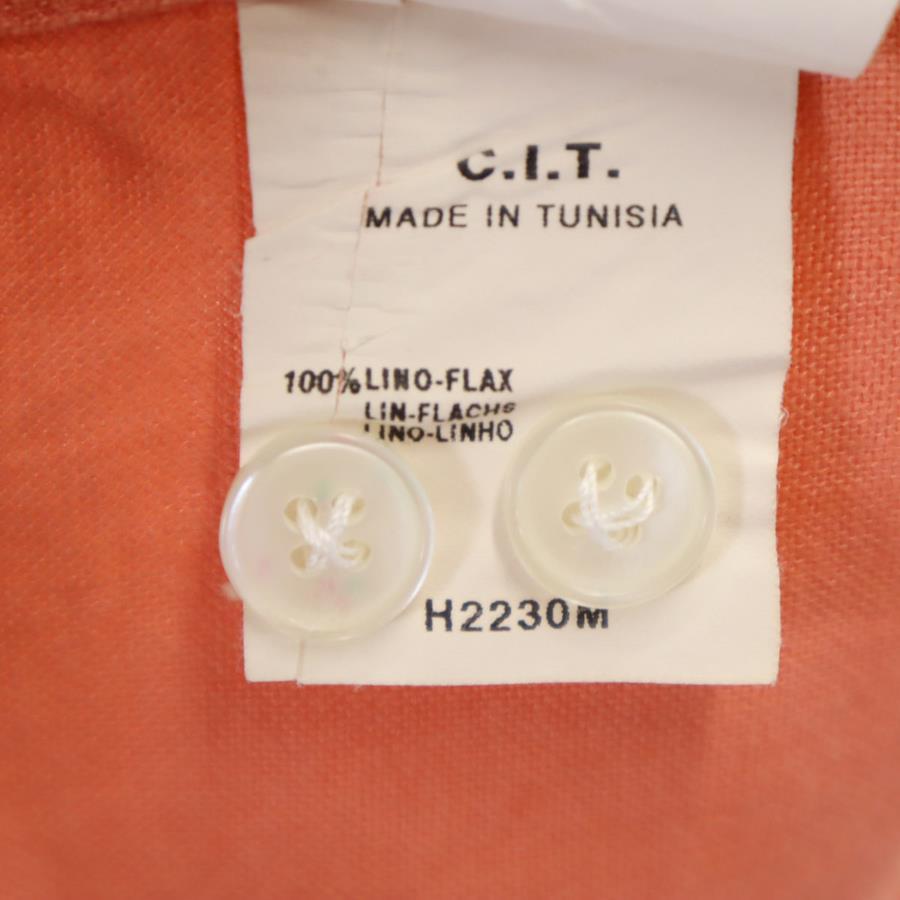 C.I.T.
MADE IN TUNISIA
100% LINO-FLAX
LIN-FLACHS
LINO-LINHO
H2230M